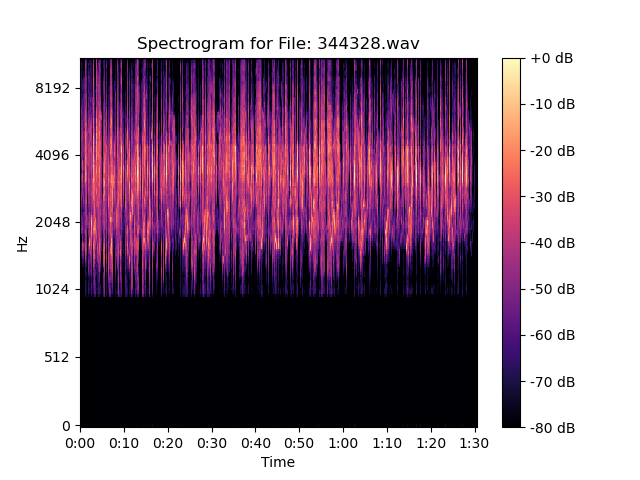 Spectrogram for File: 344328.wav
+0 dB
8192
-10 dB
4096
-20 dB
-30 dB
2048
Hz
-40 dB
1024
-50 dB
-60 dB
512
-70 dB
0
-80 dB
0:00 0:10 0:20 0:30 0:40 0:50 1:00 1:10 1:20 1:30
Time